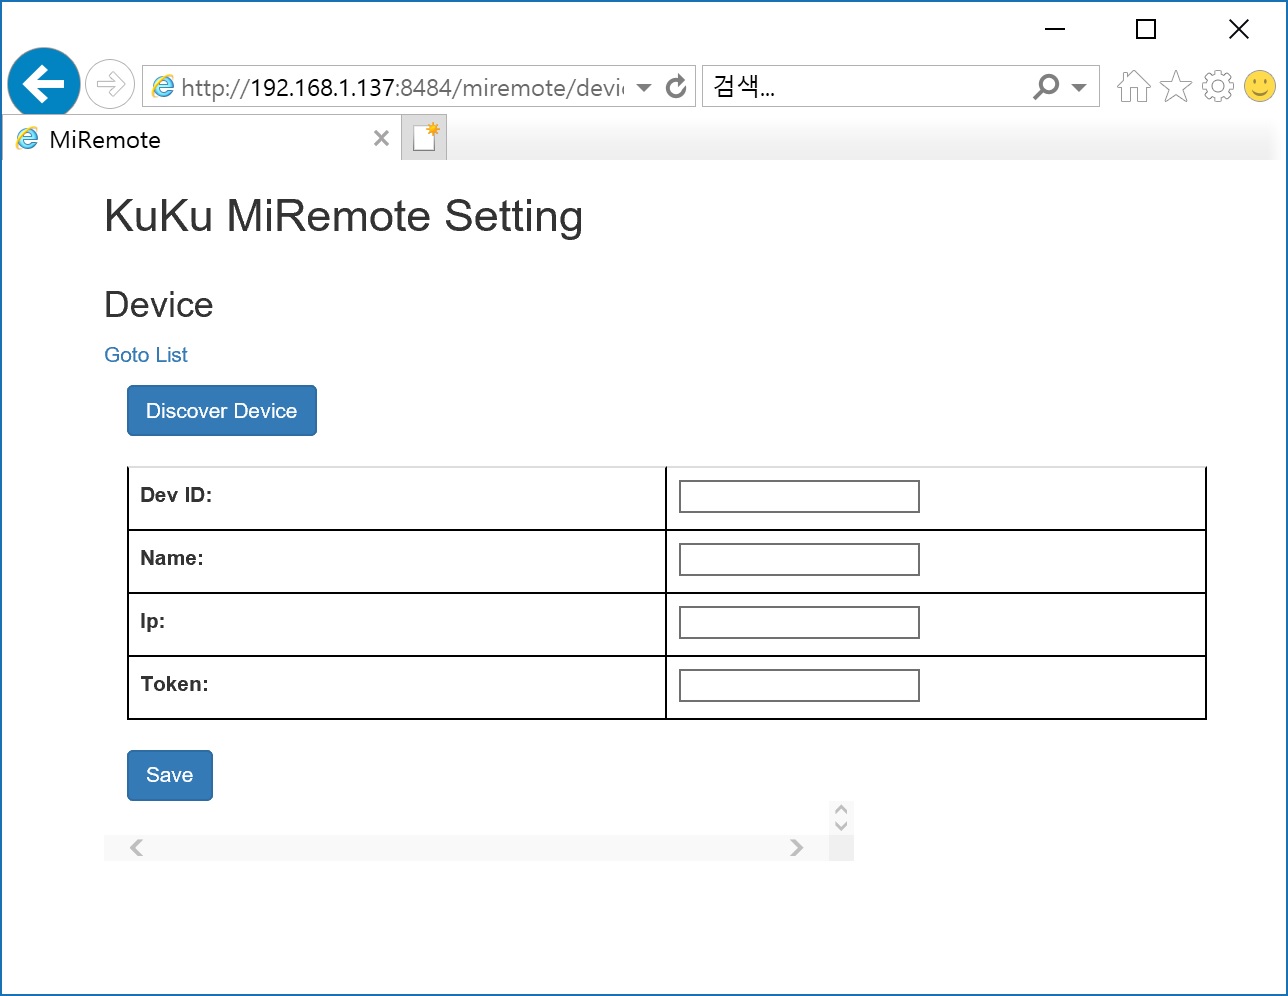 http://192.168.1.137:8484/miremote/devi
검색...
MiRemote
KuKu MiRemote Setting
Device
Goto List
Discover Device
Dev ID:
Name:
Ip:
Token:
Save